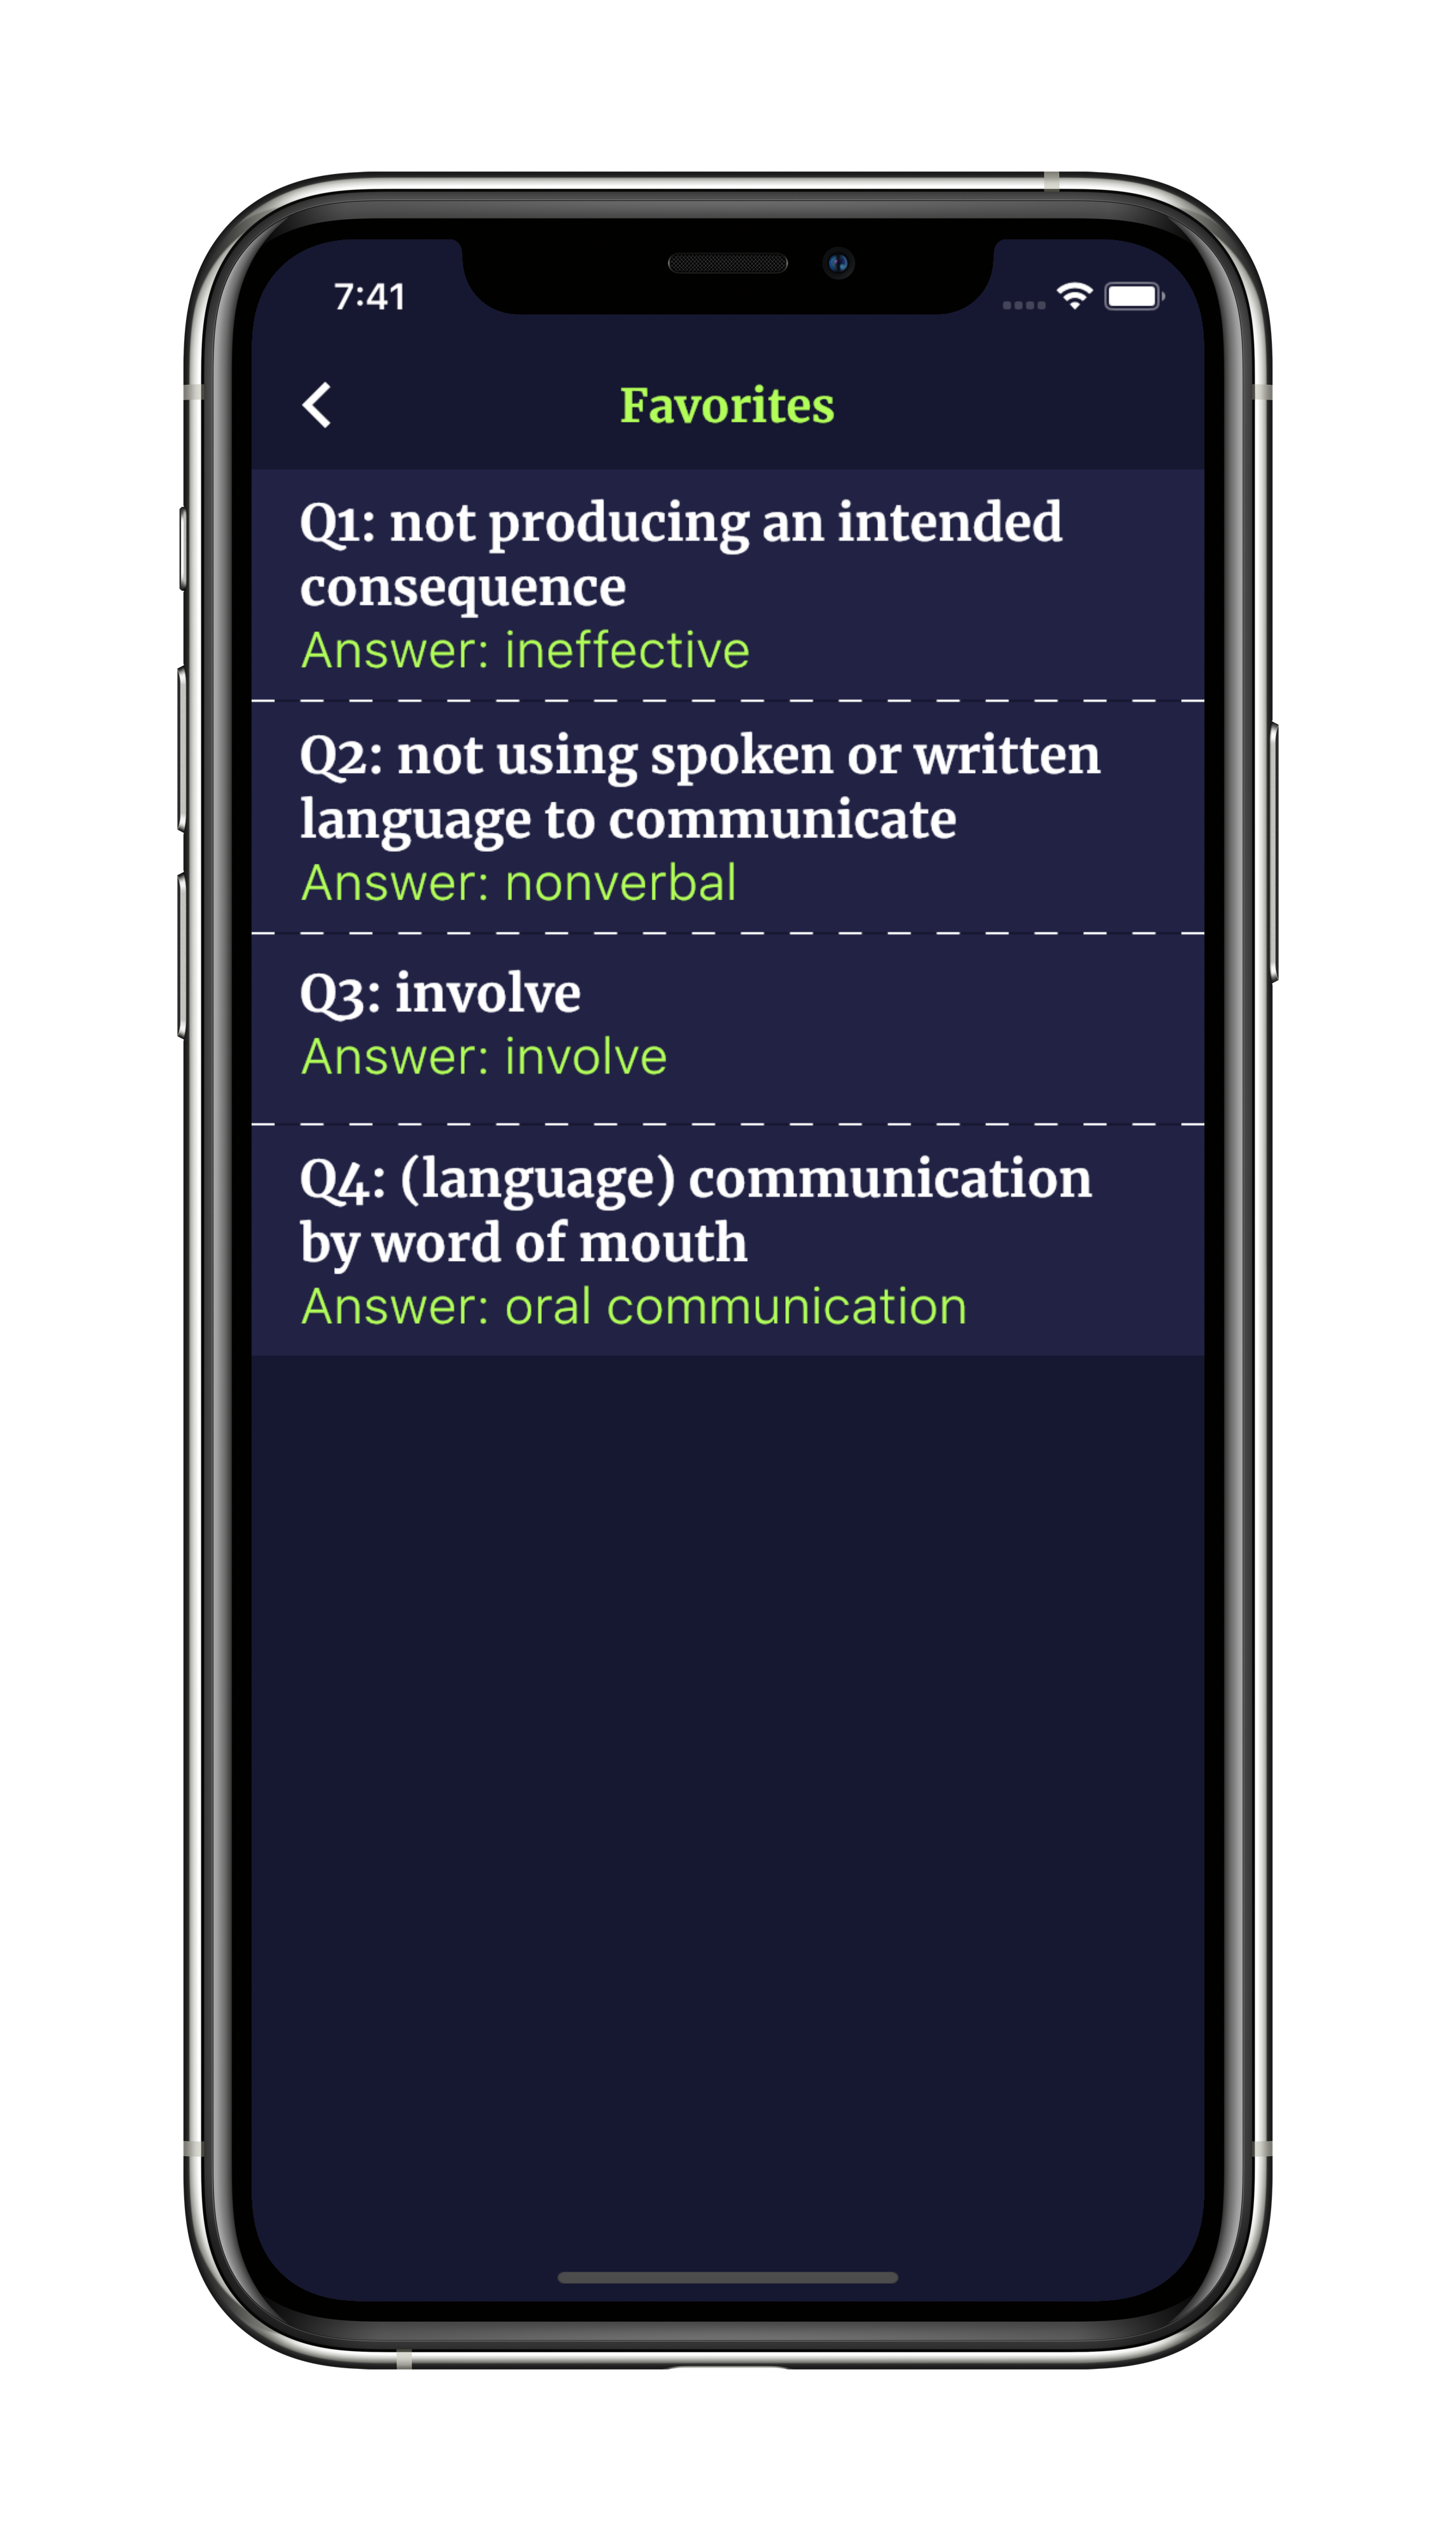 7:41
Favorites
Q1: not producing an intended
consequence
Answer: ineffective
Q2: not using spoken or written
language to communicate
Answer: nonverbal
Q3: involve
Answer: involve
Q4: (language) communication
by word of mouth
Answer: oral communication